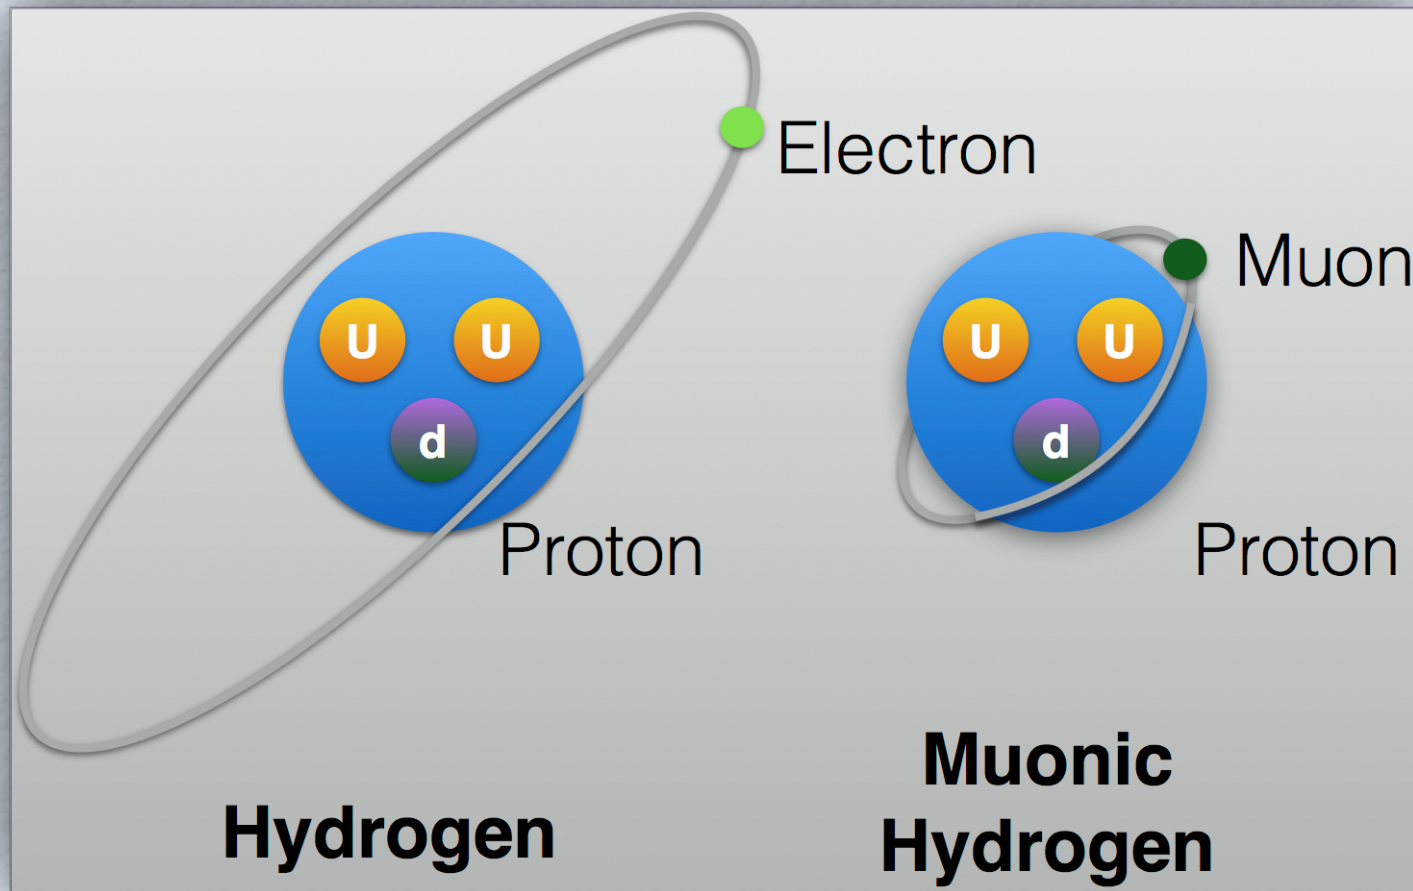 Electron
U U
d
Proton
Hydrogen
Muon
U U
d
Proton
Muonic
Hydrogen